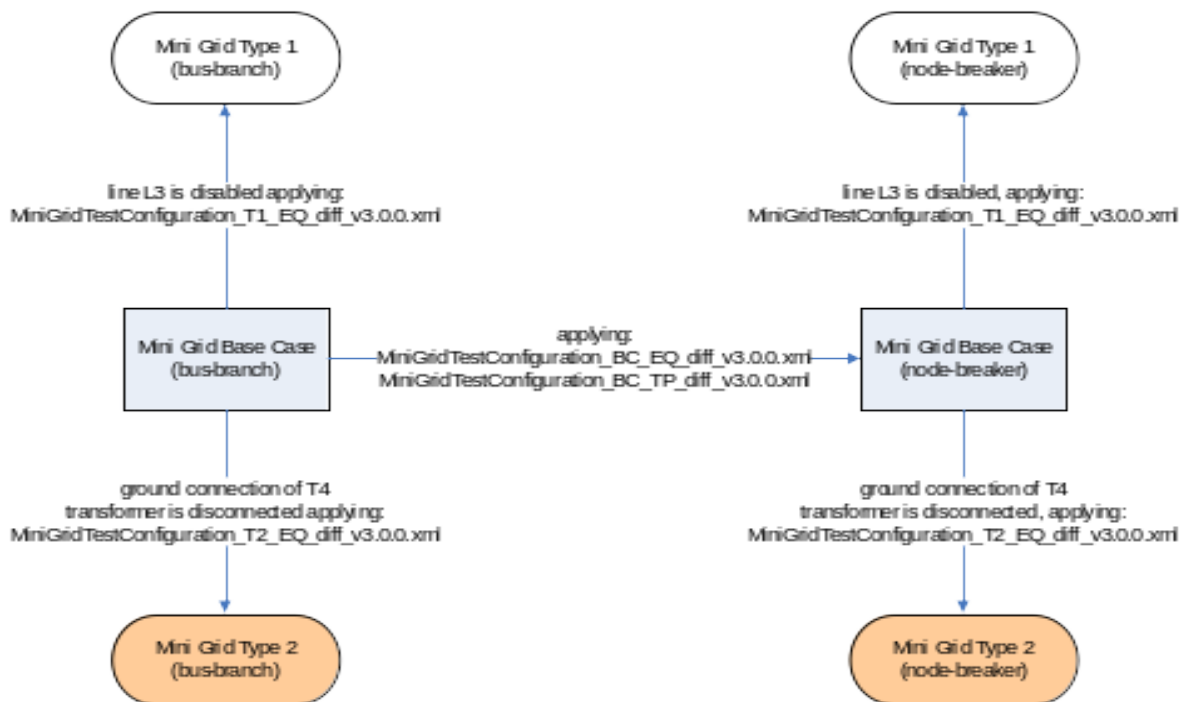 Mini Grid Type 1
(bus-branch)
Mini Grid Type 1
(node-breaker)
line L3 is disabled applying:
MiniGridTestConfiguration_T1_EQ_diff_v3.0.0.xml
line L3 is disabled, applying:
MiniGridTestConfiguration_T1_EQ_diff_v3.0.0.xml
Mini Grid Base Case
(bus-branch)
applying:
MiniGridTestConfiguration_BC_EQ_diff_v3.0.0.xml
MiniGridTestConfiguration_BC_TP_diff_v3.0.0.xml
Mini Grid Base Case
(node-breaker)
ground connection of T4
transformer is disconnected applying:
MiniGridTestConfiguration_T2_EQ_diff_v3.0.0.xml
ground connection of T4
transformer is disconnected, applying:
MiniGridTestConfiguration_T2_EQ_diff_v3.0.0.xml
Mini Grid Type 2
(bus-branch)
Mini Grid Type 2
(node-breaker)